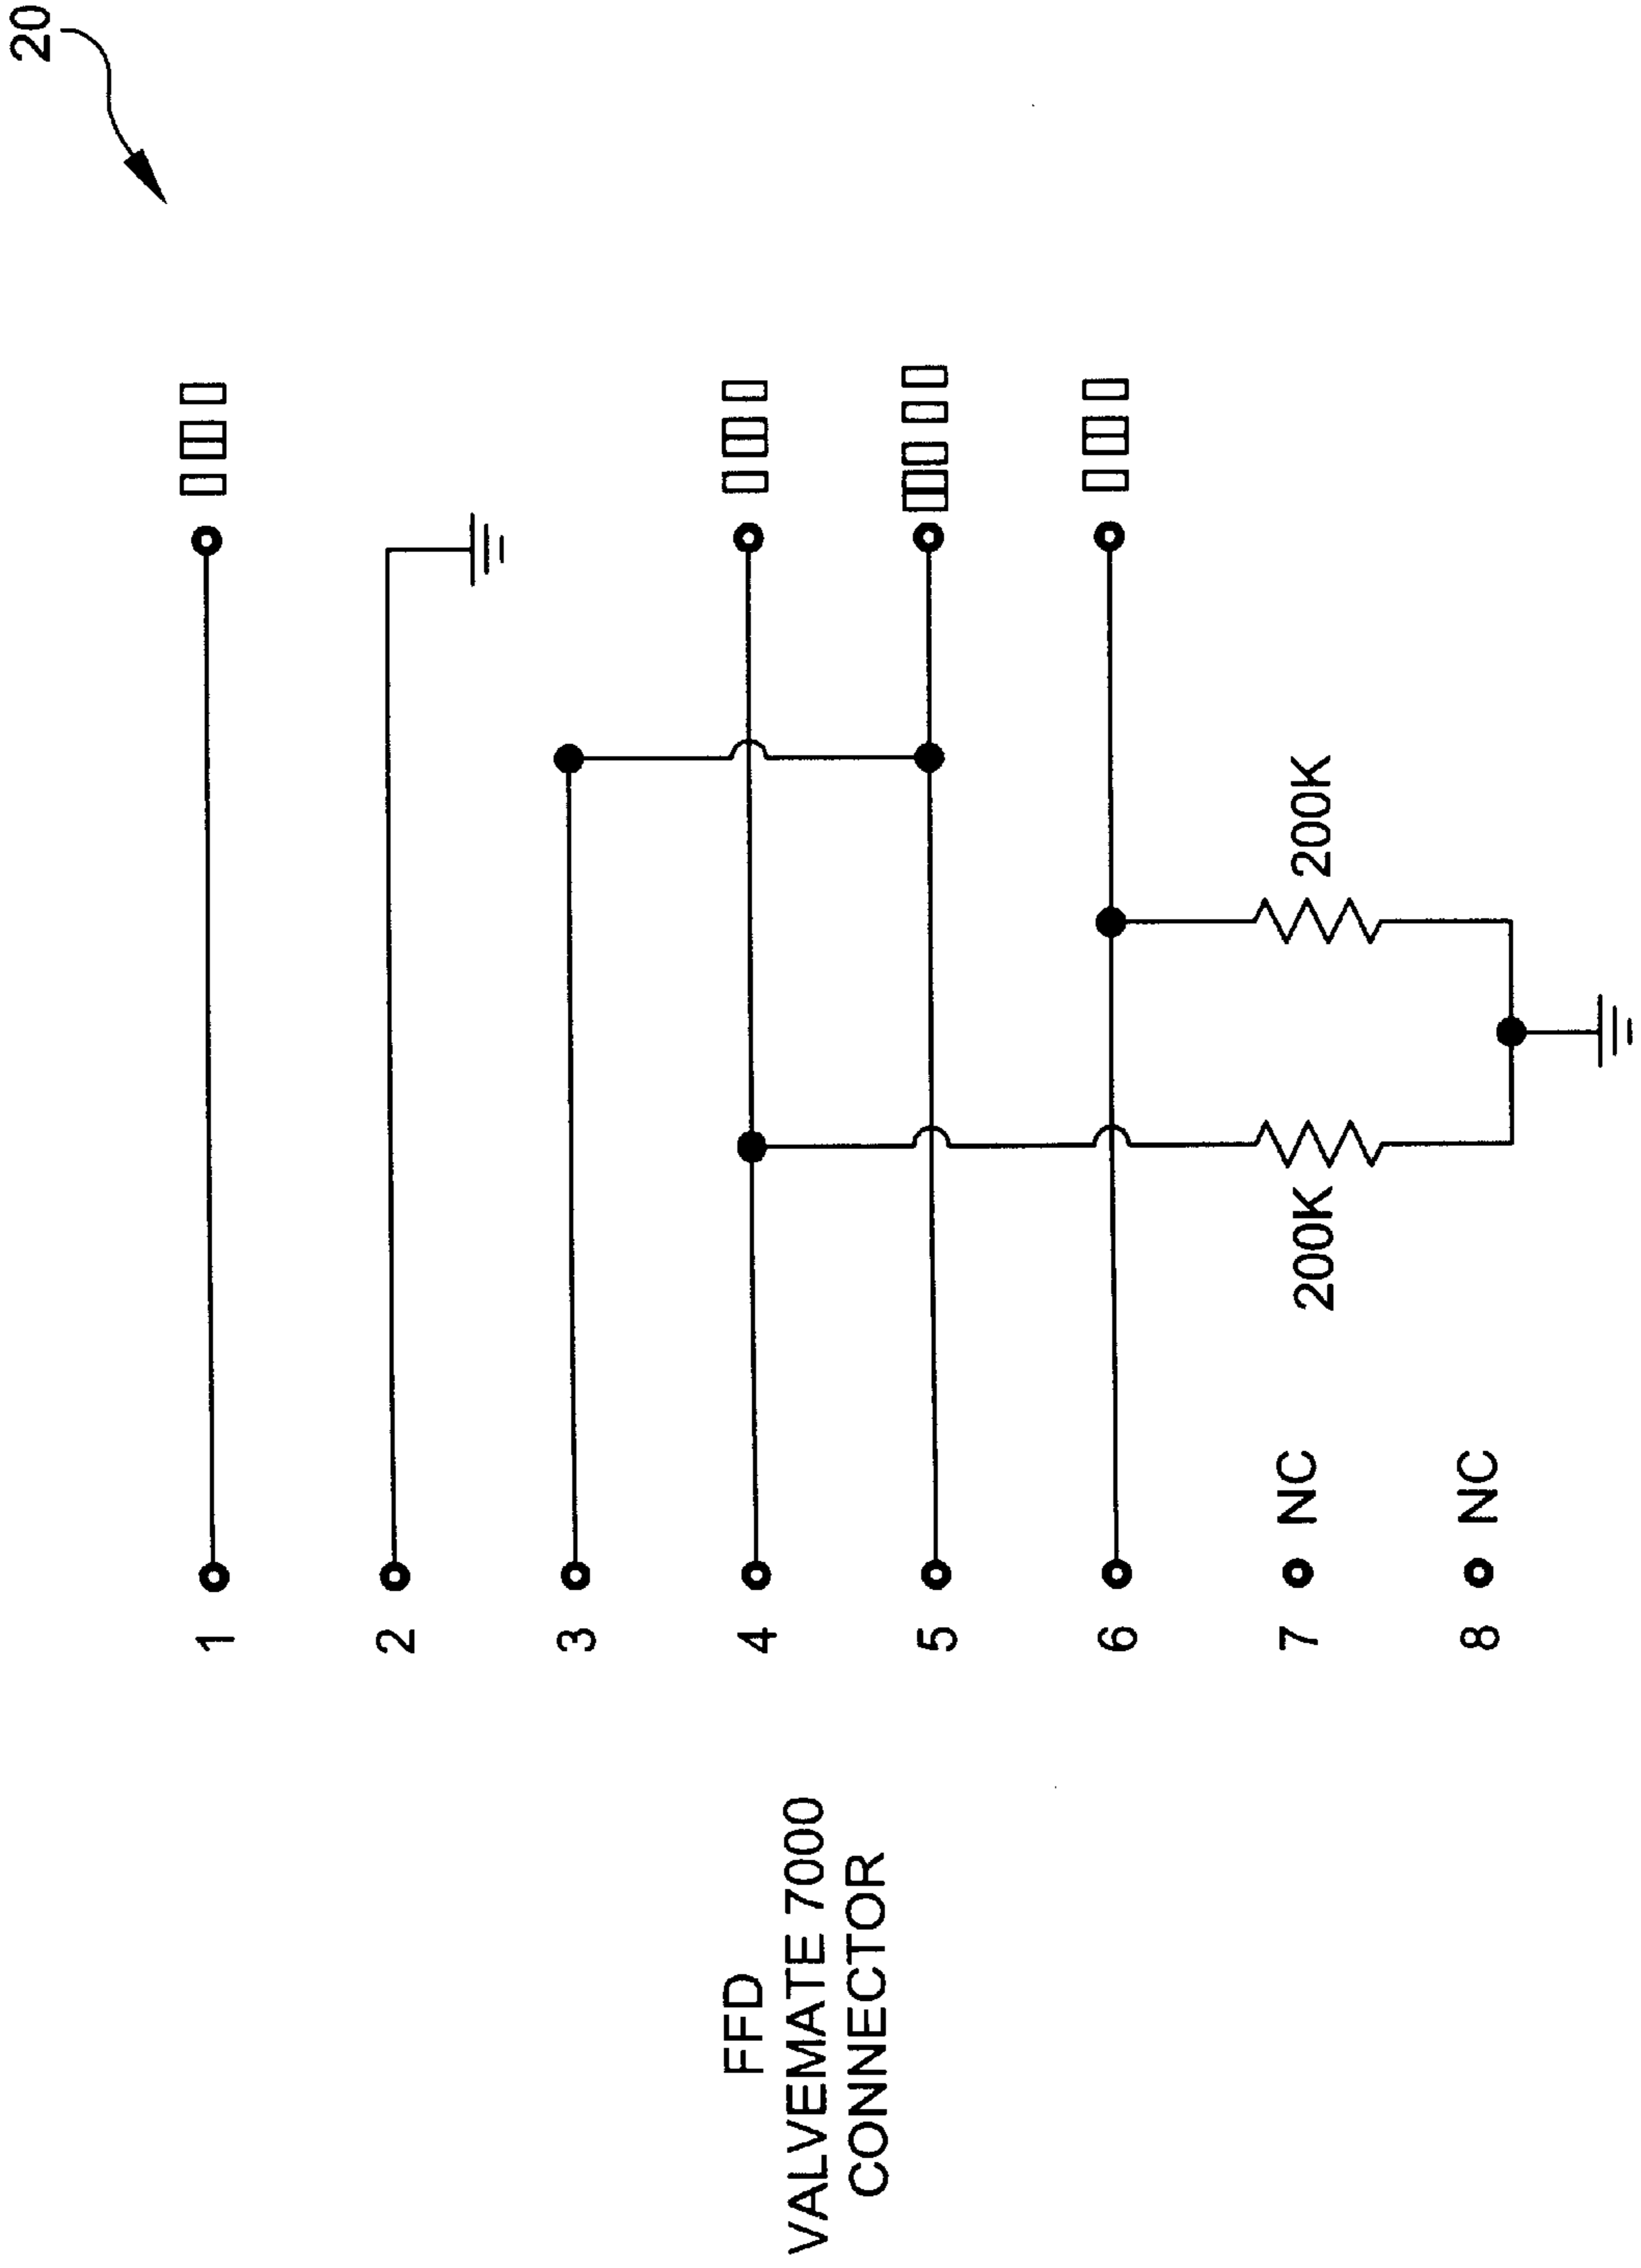 20
FFD
VALVEMATE 7000
CONNECTOR
1
2
3
4
5
6
7 NC
8 NC
200K
200K